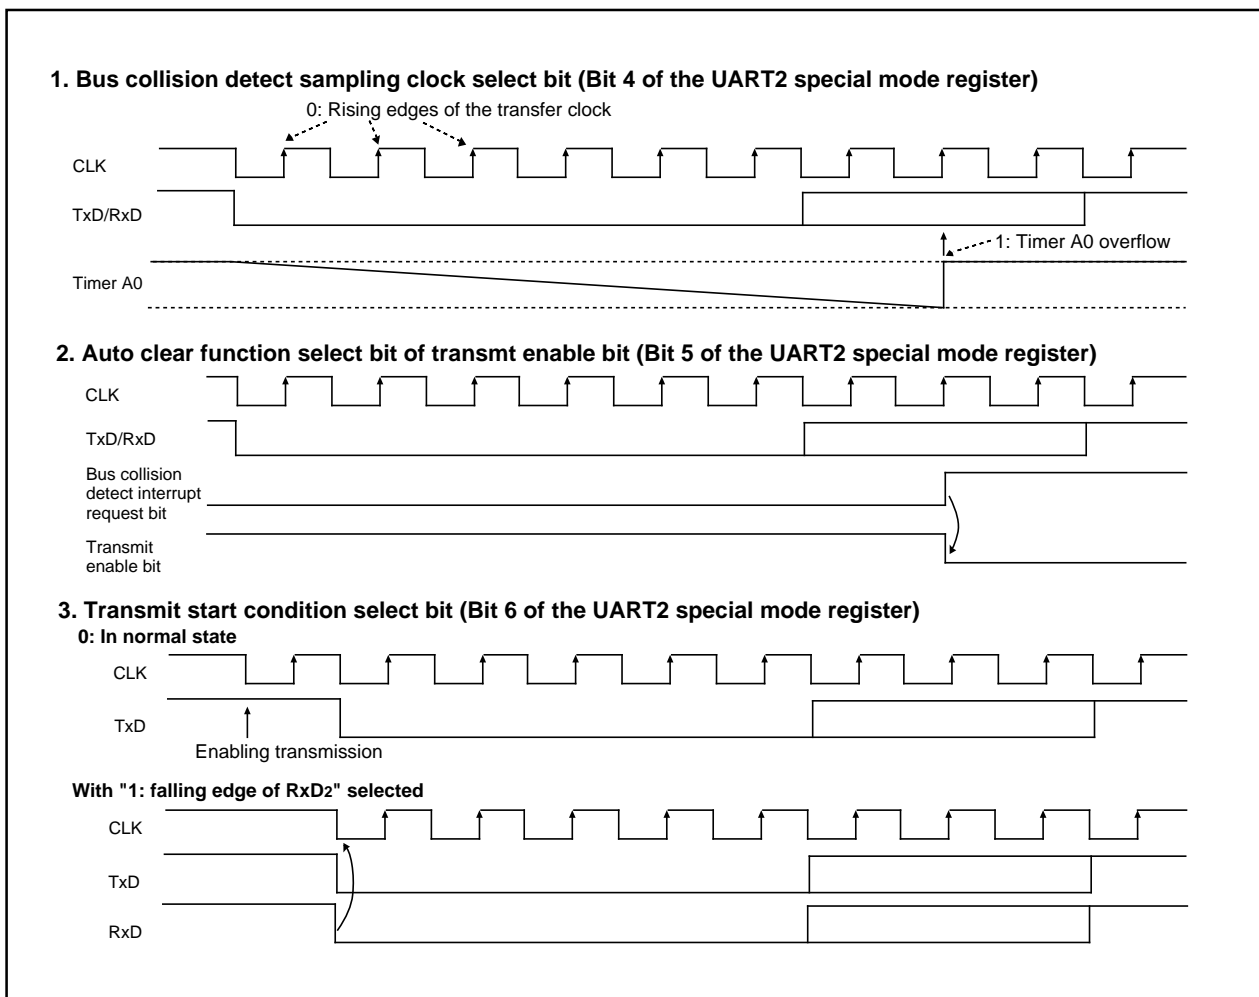 1. Bus collision detect sampling clock select bit (Bit 4 of the UART2 special mode register)
0: Rising edges of the transfer clock
CLK
TxD/RxD
1: Timer A0 overflow
Timer A0
2. Auto clear function select bit of transmt enable bit (Bit 5 of the UART2 special mode register)
CLK
TxD/RxD
Bus collision
detect interrupt
request bit
Transmit
enable bit
3. Transmit start condition select bit (Bit 6 of the UART2 special mode register)
0: In normal state
CLK
TxD
Enabling transmission
With "1: falling edge of RxD2" selected
CLK
TxD
RxD